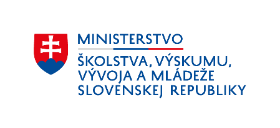 MINISTERSTVO
ŠKOLSTVA, VÝSKUMU,
VÝVOJA A MLÁDEŽE
SLOVENSKEJ REPUBLIKY